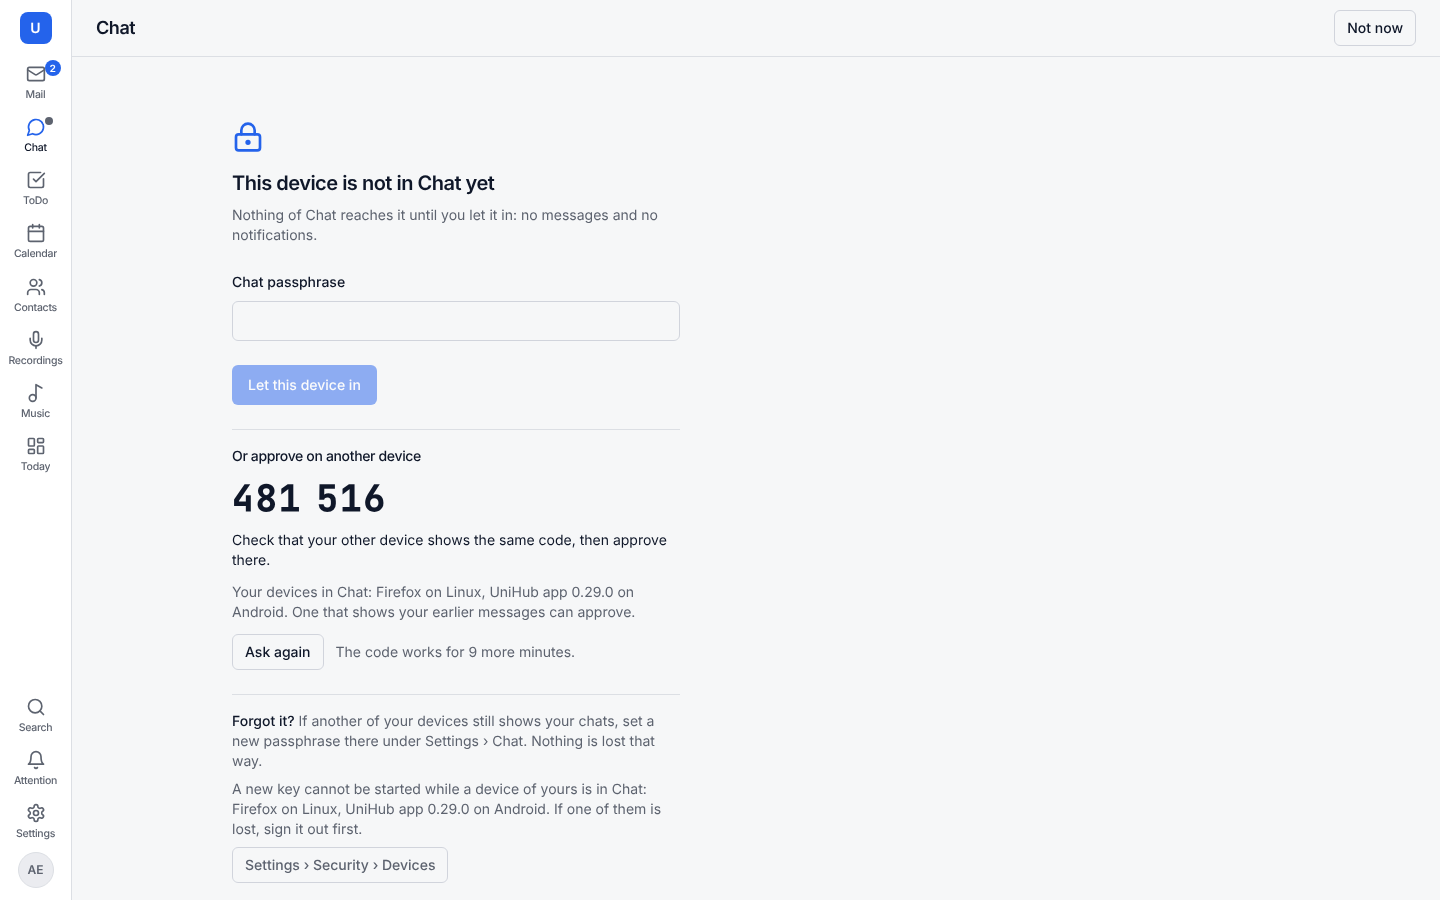 U
Chat
Not now
2
Mail
Chat
ToDo
Calendar
Contacts
Recordings
Music
Today
Search
Attention
Settings
AE
This device is not in Chat yet
Nothing of Chat reaches it until you let it in: no messages and no
notifications.
Chat passphrase
Let this device in
Or approve on another device
481 516
Check that your other device shows the same code, then approve
there.
Your devices in Chat: Firefox on Linux, UniHub app 0.29.0 on
Android. One that shows your earlier messages can approve.
Ask again
The code works for 9 more minutes.
Forgot it? If another of your devices still shows your chats, set a
new passphrase there under Settings › Chat. Nothing is lost that
way.
A new key cannot be started while a device of yours is in Chat:
Firefox on Linux, UniHub app 0.29.0 on Android. If one of them is
lost, sign it out first.
Settings › Security › Devices